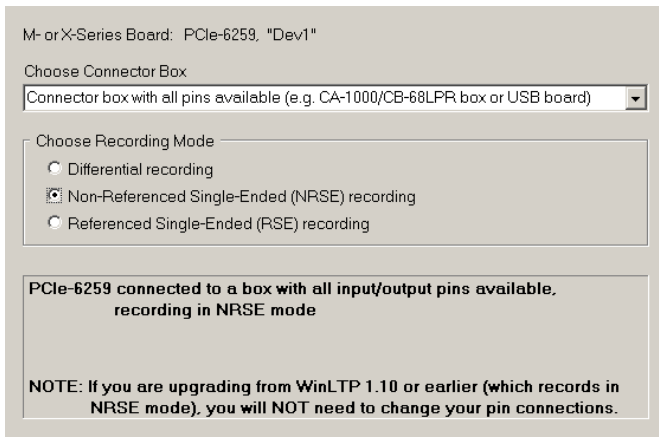 M- or X-Series Board: PCIe-6259, "Dev1"
Choose Connector Box
Connector box with all pins available (e.g. CA-1000/CB-68LPR box or USB board)
Choose Recording Mode
Differential recording
Non-Referenced Single-Ended (NRSE) recording
Referenced Single-Ended (RSE) recording
PCIe-6259 connected to a box with all input/output pins available,
recording in NRSE mode
NOTE: If you are upgrading from WinLTP 1.10 or earlier (which records in
NRSE mode), you will NOT need to change your pin connections.